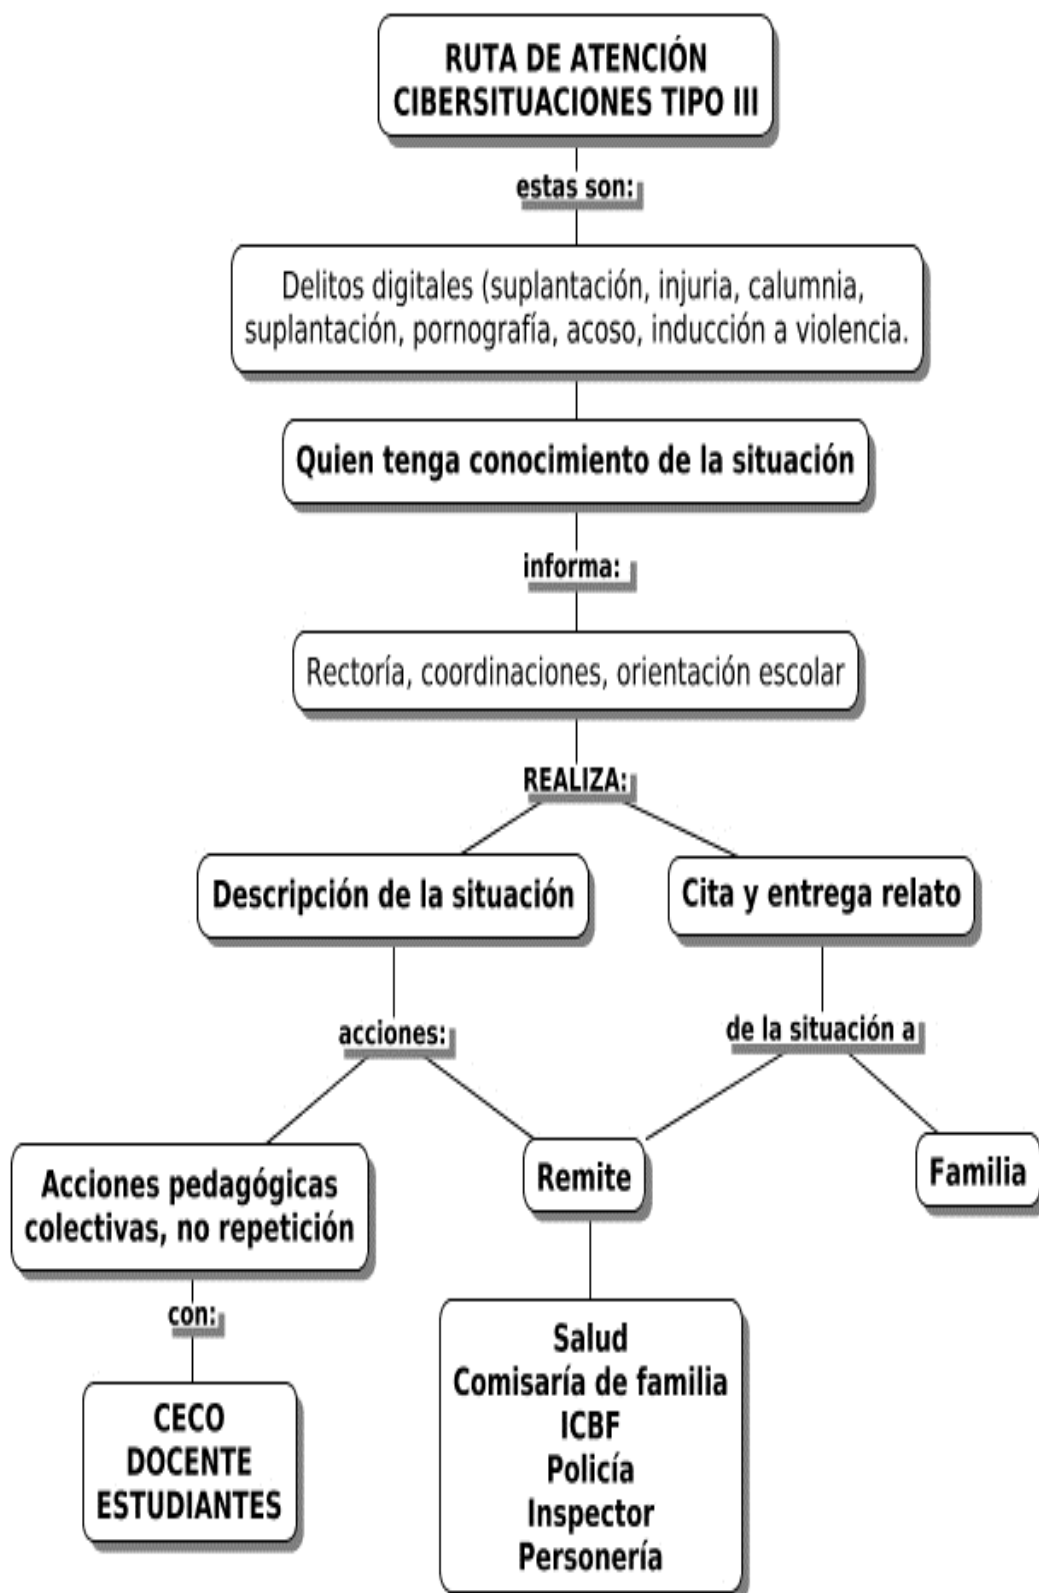 RUTA DE ATENCIÓN
CIBERSITUACIONES TIPO III
estas son:
Delitos digitales (suplantación, injuria, calumnia,
suplantación, pornografía, acoso, inducción a violencia.
Quien tenga conocimiento de la situación
informa:
Rectoría, coordinaciones, orientación escolar
REALIZA:
Descripción de la situación
Cita y entrega relato
acciones:
de la situación a
Acciones pedagógicas
colectivas, no repetición
Remite
Familia
con:
CECO
DOCENTE
ESTUDIANTES
Salud
Comisaría de familia
ICBF
Policía
Inspector
Personería